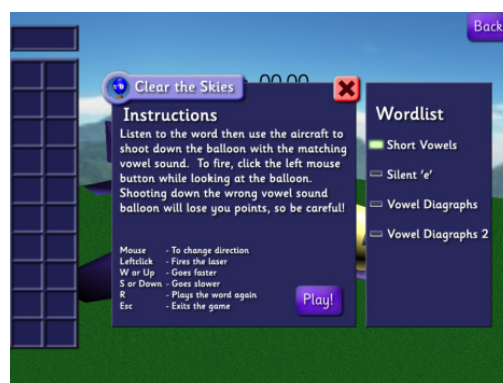 Back
Clear the Skies
00.00
Instructions
Listen to the word then use the aircraft to
shoot down the balloon with the matching
vowel sound. To fire, click the left mouse
button while looking at the balloon.
Shooting down the wrong vowel sound
balloon will lose you points, so be careful!
Mouse - To change direction
Leftclick - Fires the laser
W or Up - Goes faster
S or Down - Goes slower
R - Plays the word again
Esc - Exits the game
Play!
Wordlist
Short Vowels
Silent 'e'
Vowel Diagraphs
Vowel Diagraphs 2